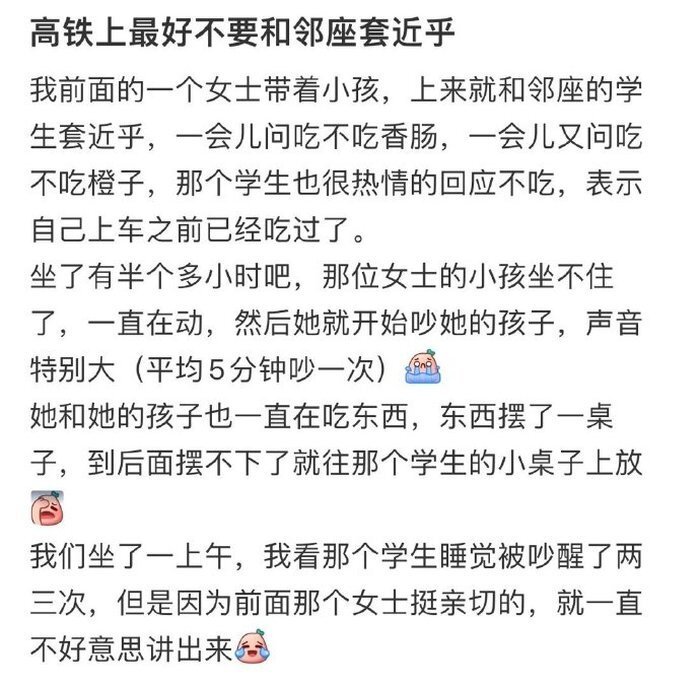 高铁上最好不要和邻座套近乎
我前面的一个女士带着小孩，上来就和邻座的学
生套近乎，一会儿问吃不吃香肠，一会儿又问吃
不吃橙子，那个学生也很热情的回应不吃，表示
自己上车之前已经吃过了。
坐了有半个多小时吧，那位女士的小孩坐不住
了，一直在动，然后她就开始吵她的孩子，声音
特别大（平均5分钟吵一次）
她和她的孩子也一直在吃东西，东西摆了一桌
子，到后面摆不下了就往那个学生的小桌子上放
我们坐了一上午，我看那个学生睡觉被吵醒了两
三次，但是因为前面那个女士挺亲切的，就一直
不好意思讲出来